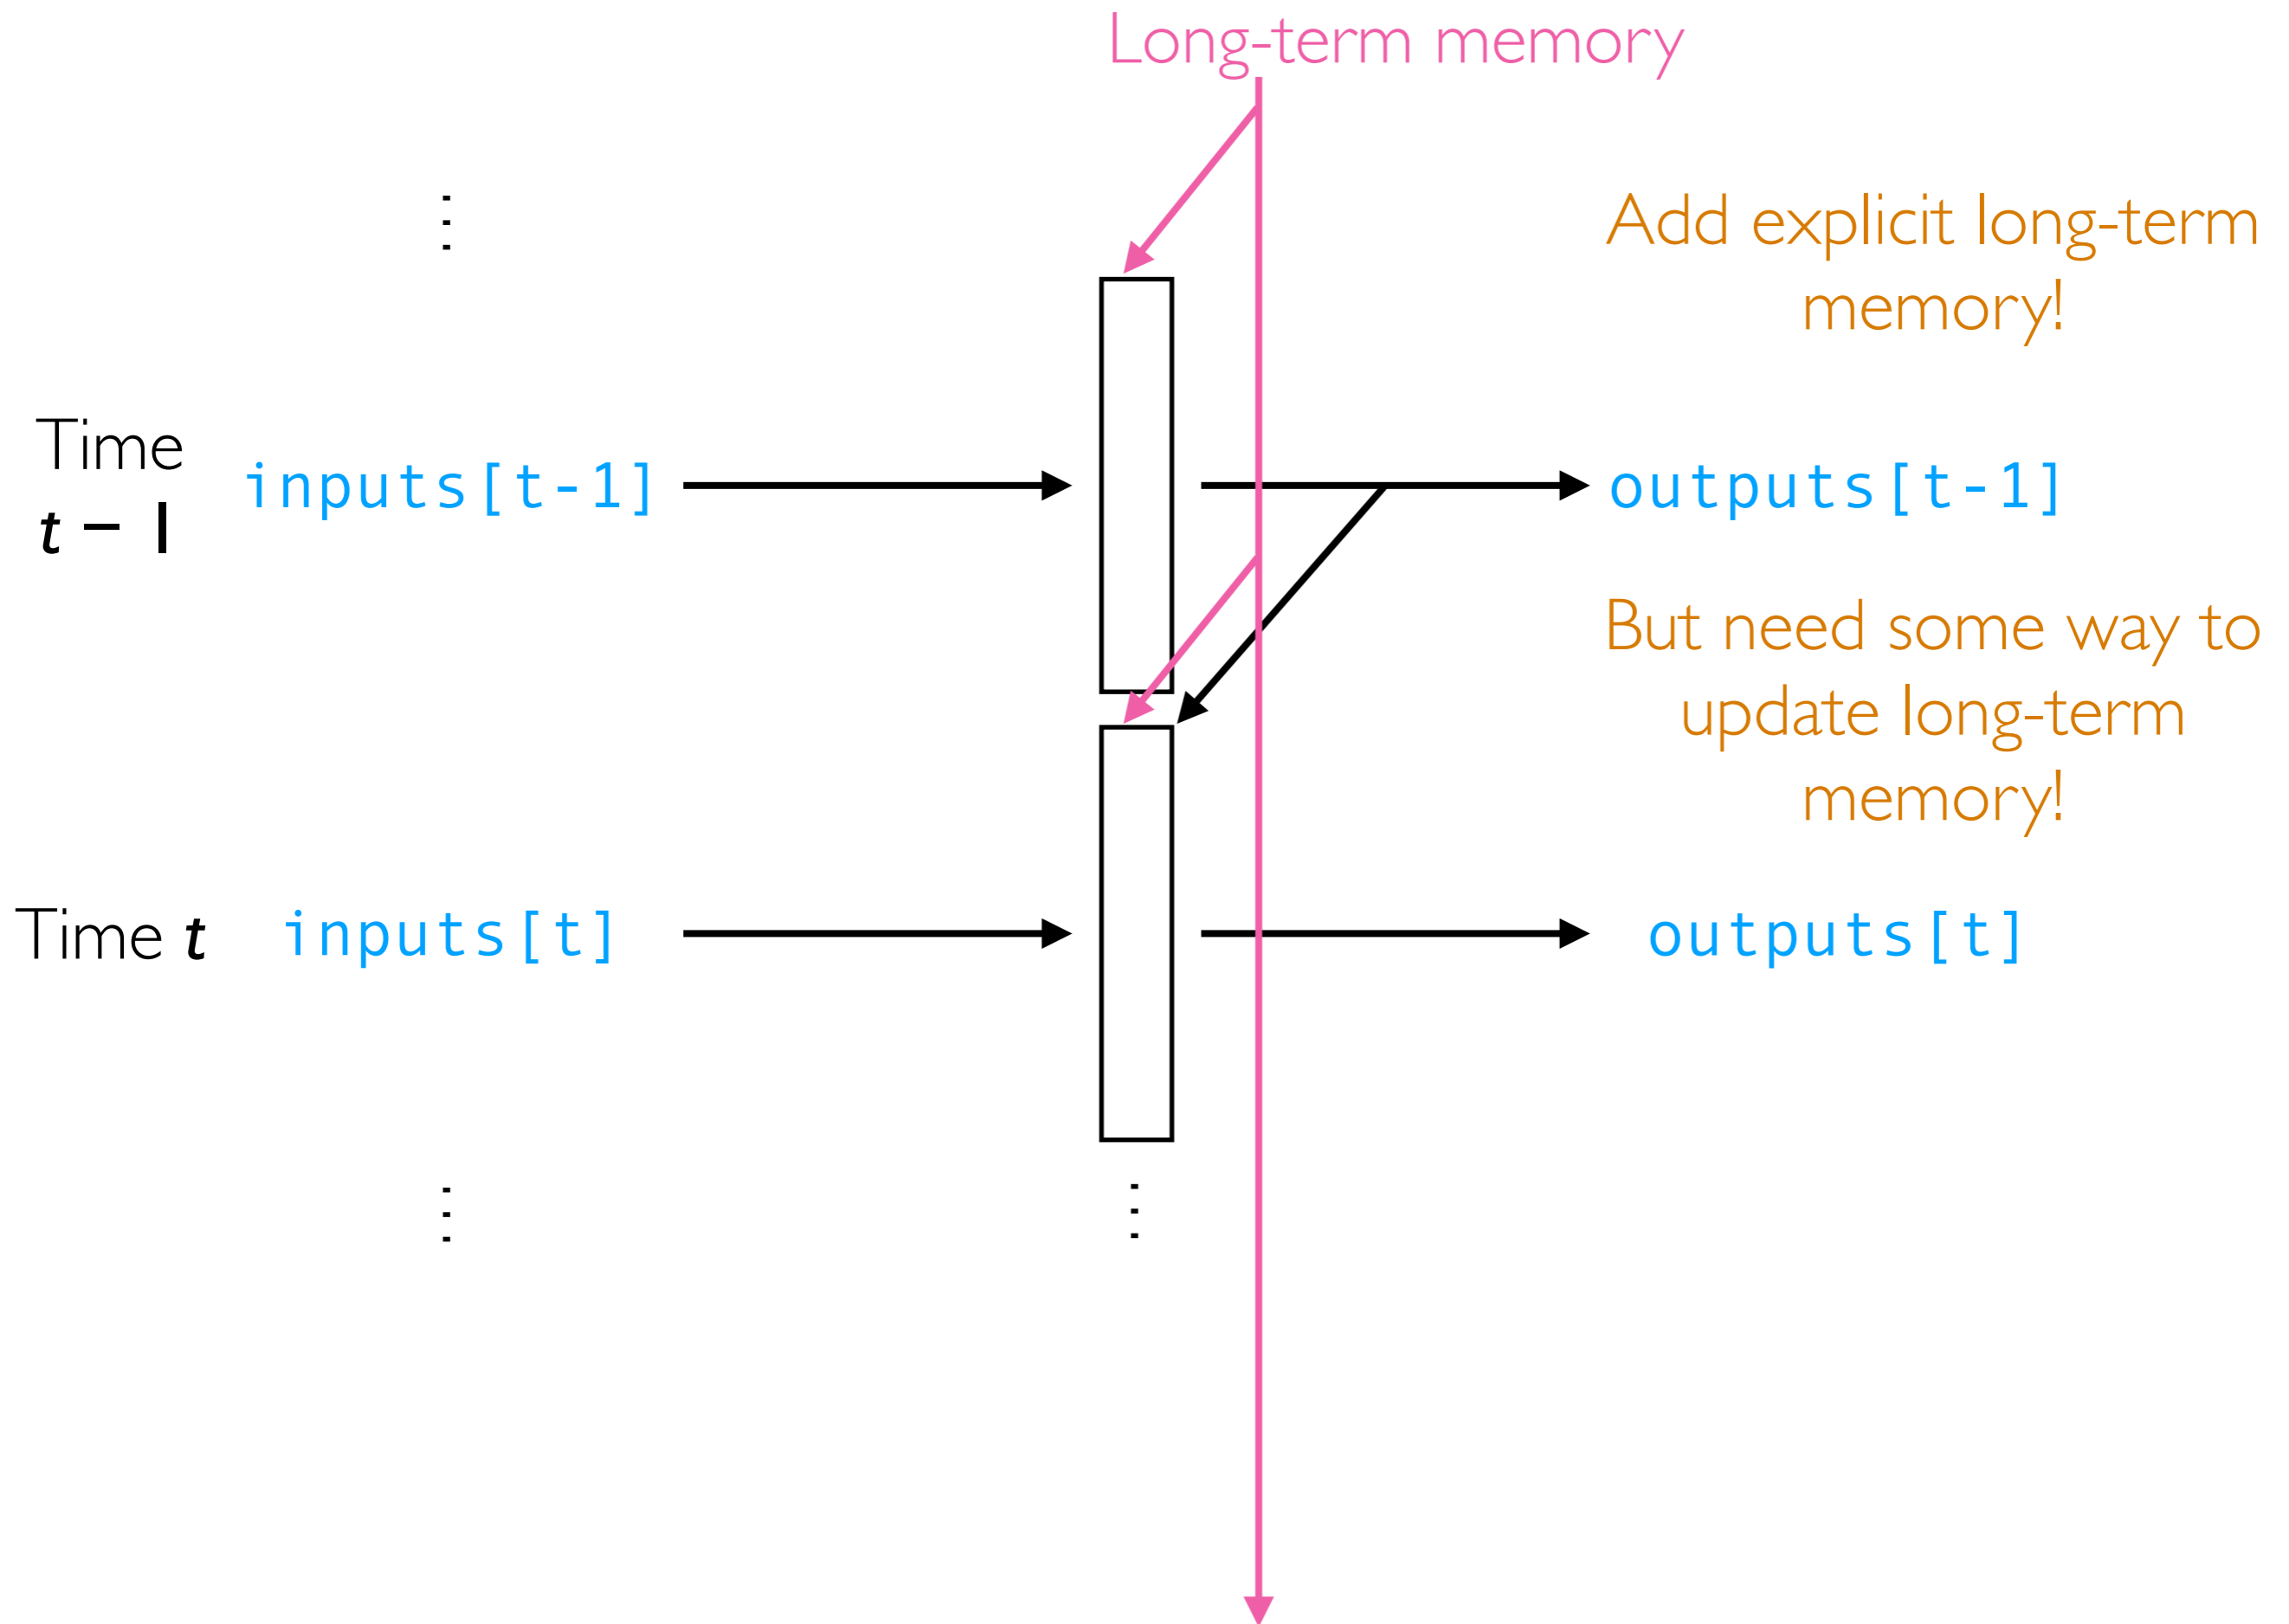 Long-term memory
Add explicit long-term
memory!
Time
t – 1
inputs[t-1]
outputs[t-1]
But need some way to
update long-term
memory!
Time t
inputs[t]
outputs[t]